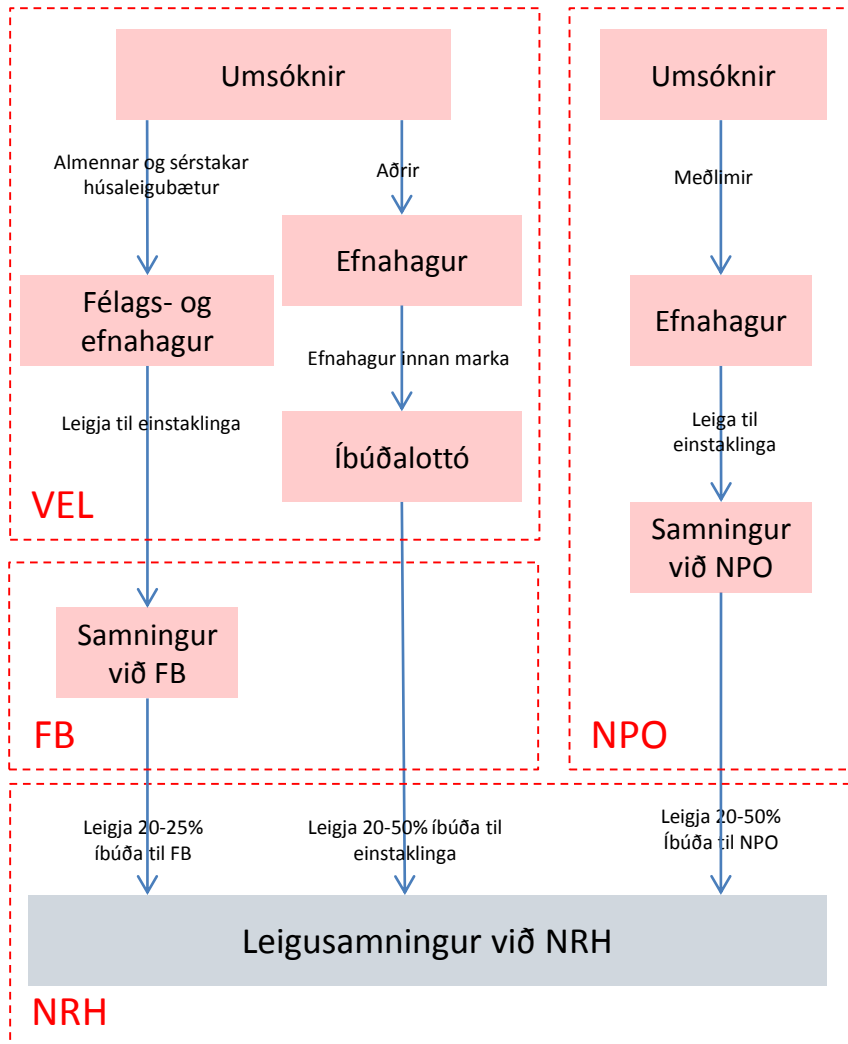 Umsóknir
Almennar og sérstakar
húsaleigubætur
Aðrir
Efnahagur
Félags- og
efnahagur
Efnahagur innan marka
Leigja til einstaklinga
Íbúðalottó
VEL
Samningur
við FB
FB
Umsóknir
Meðlimir
Efnahagur
Leiga til
einstaklinga
Samningur
við NPO
NPO
Leigja 20-25%
íbúða til FB
Leigja 20-50% íbúða til
einstaklinga
Leigja 20-50%
Íbúða til NPO
Leigusamningur við NRH
NRH